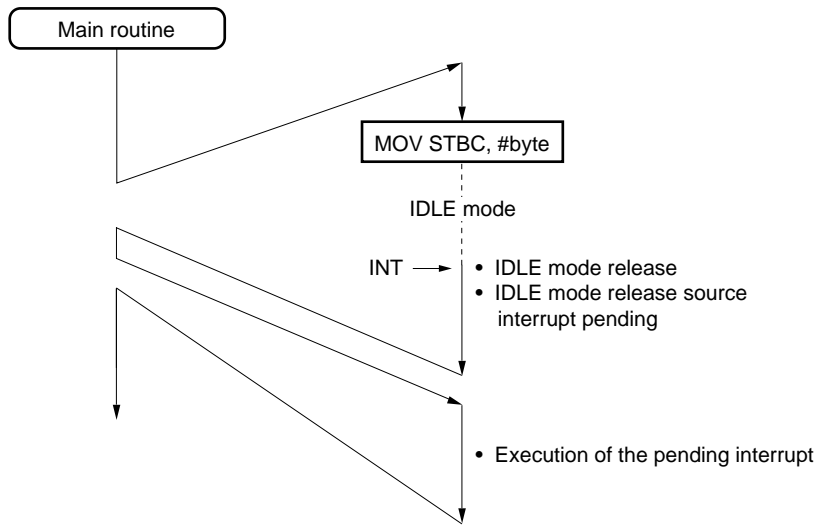 Main routine
MOV STBC, #byte
IDLE mode
INT
• IDLE mode release
• IDLE mode release source
interrupt pending
• Execution of the pending interrupt